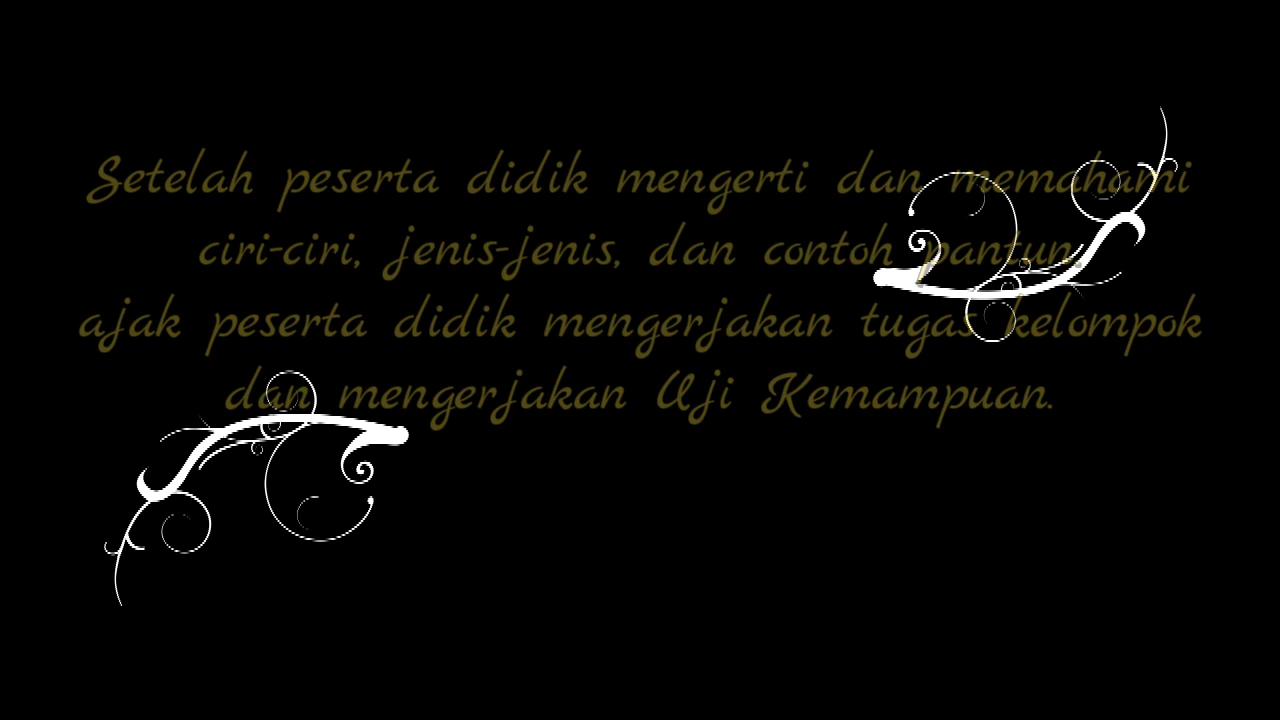 Setelah peserta didik mengerti dan memahami
ciri-ciri, jenis-jenis, dan contoh pantun,
ajak peserta didik mengerjakan tugas kelompok
dan mengerjakan Uji Kemampuan.